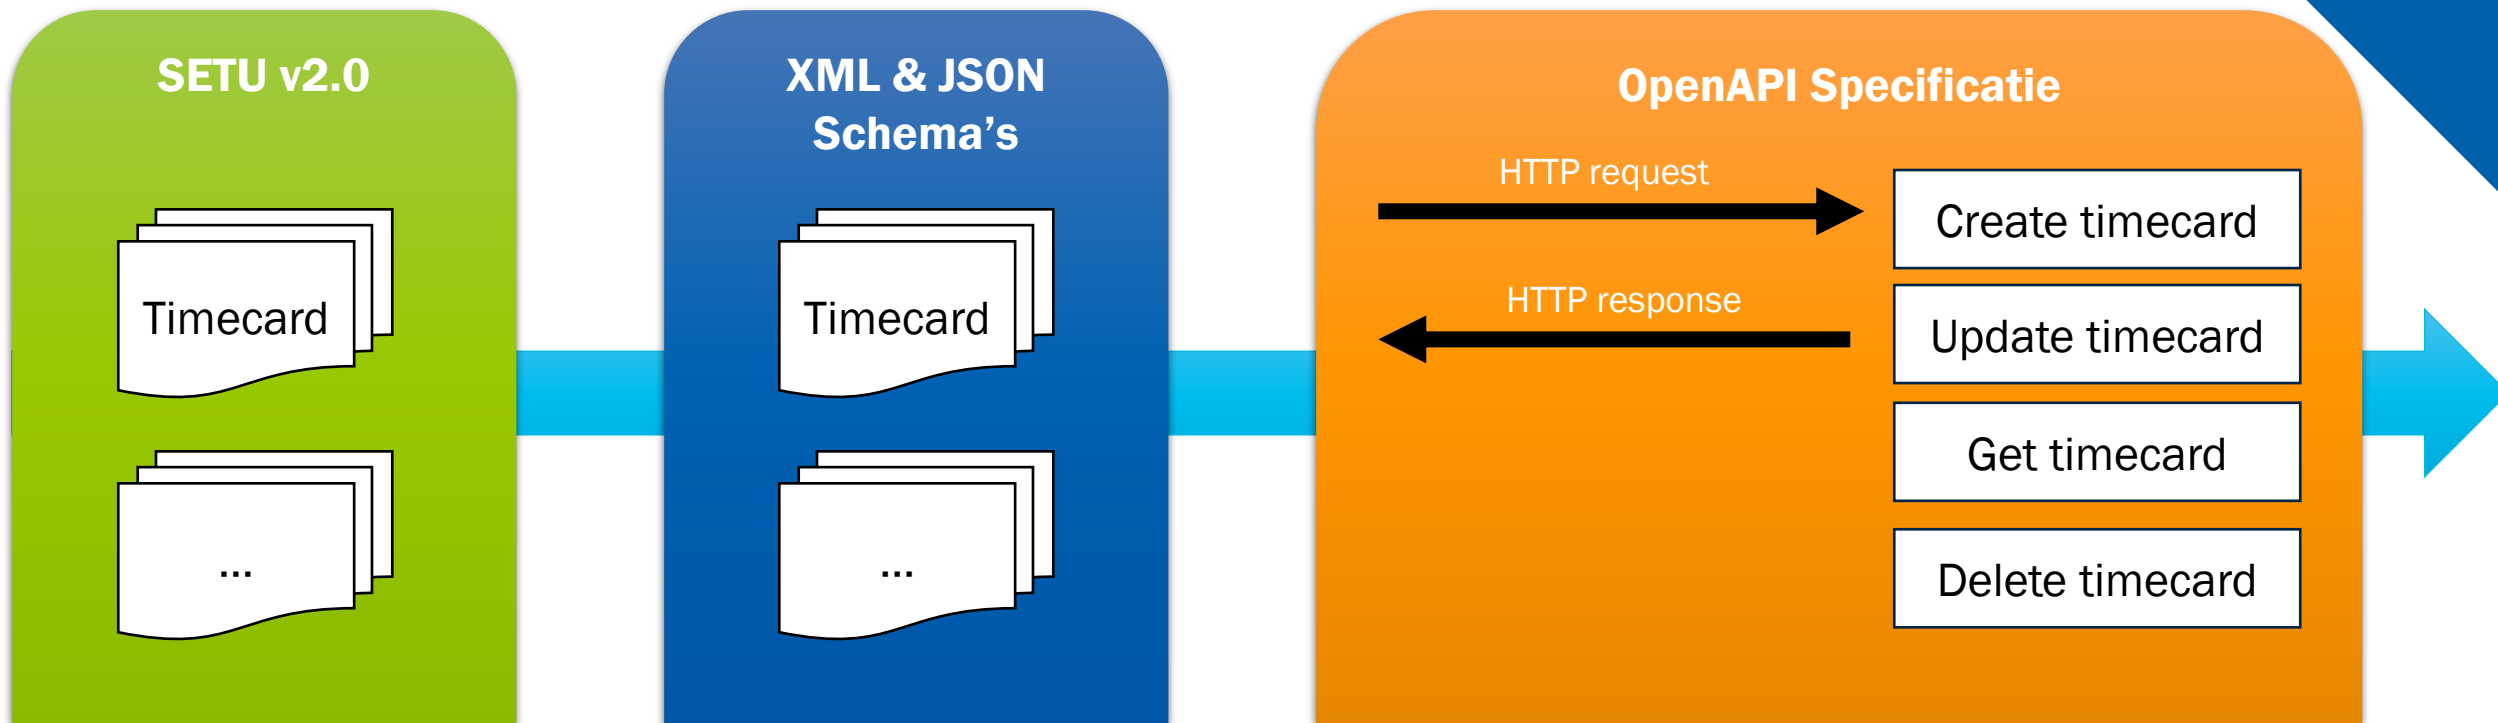 SETU v2.0
Timecard
...
XML & JSON
Schema's
Timecard
...
OpenAPI Specificatie
HTTP request
HTTP response
Create timecard
Update timecard
Get timecard
Delete timecard